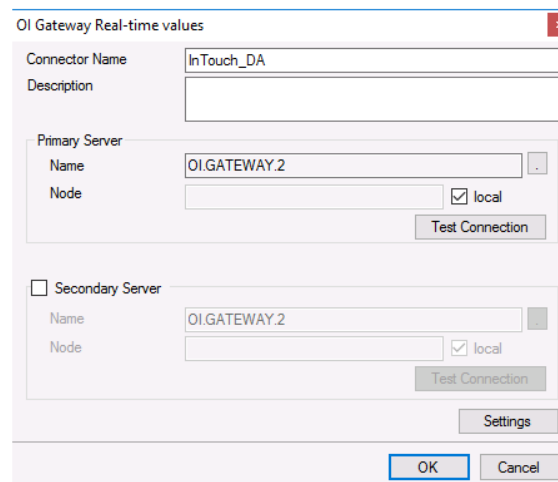 OI Gateway Real-time values
Connector Name InTouch_DA
Description
Primary Server
Name OI.GATEWAY.2 .
Node local
Test Connection
Secondary Server
Name OI.GATEWAY.2 .
Node local
Test Connection
Settings
OK Cancel